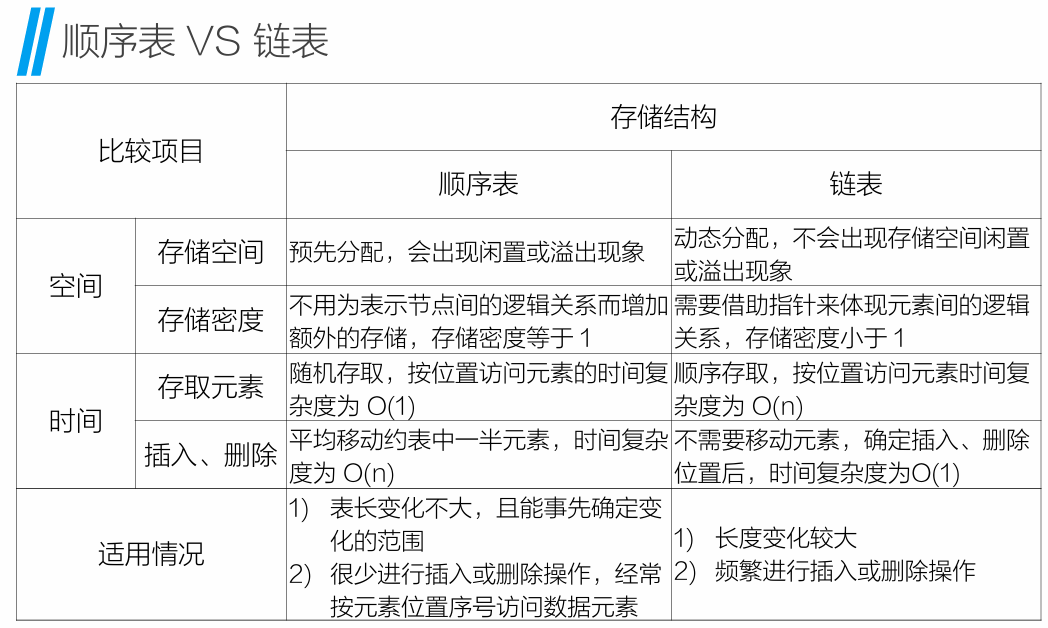 顺序表 VS 链表
比较项目
存储结构
顺序表
链表
空间
存储空间
预先分配，会出现闲置或溢出现象
动态分配，不会出现存储空间闲置
或溢出现象
存储密度
不用为表示节点间的逻辑关系而增加
额外的存储，存储密度等于 1
需要借助指针来体现元素间的逻辑
关系，存储密度小于 1
时间
存取元素
随机存取，按位置访问元素的时间复
杂度为 O(1)
顺序存取，按位置访问元素时间复
杂度为 O(n)
插入、删除
平均移动约表中一半元素，时间复杂
度为 O(n)
不需要移动元素，确定插入、删除
位置后，时间复杂度为O(1)
适用情况
1) 表长变化不大，且能事先确定变
化的范围
2) 很少进行插入或删除操作，经常
按元素位置序号访问数据元素
1) 长度变化较大
2) 频繁进行插入或删除操作